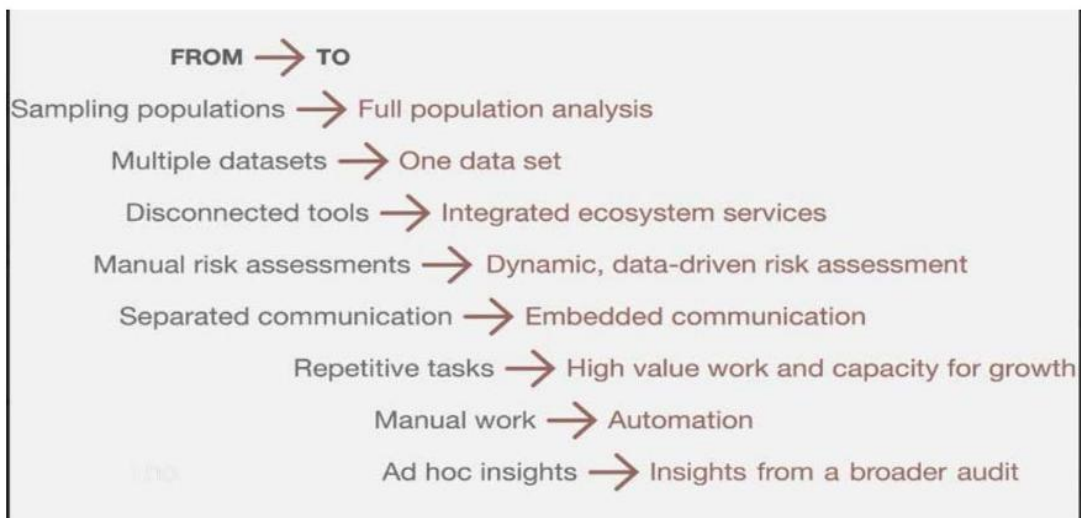 FROM → TO
Sampling populations → Full population analysis
Multiple datasets → One data set
Disconnected tools → Integrated ecosystem services
Manual risk assessments → Dynamic, data-driven risk assessment
Separated communication → Embedded communication
Repetitive tasks → High value work and capacity for growth
Manual work → Automation
Ad hoc insights → Insights from a broader audit